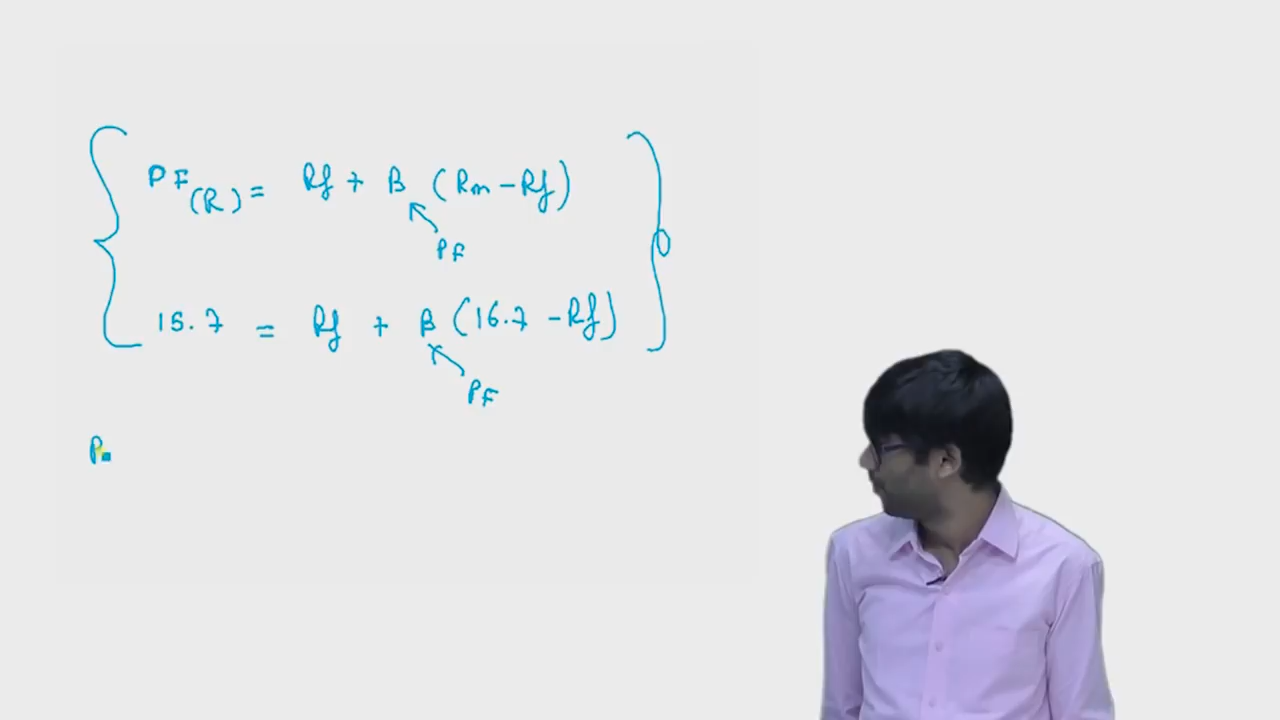 PF(R) = Rf + B (Rm - Rf)
PF
15.7 = Rf + B (16.7 - Rf)
PF
P